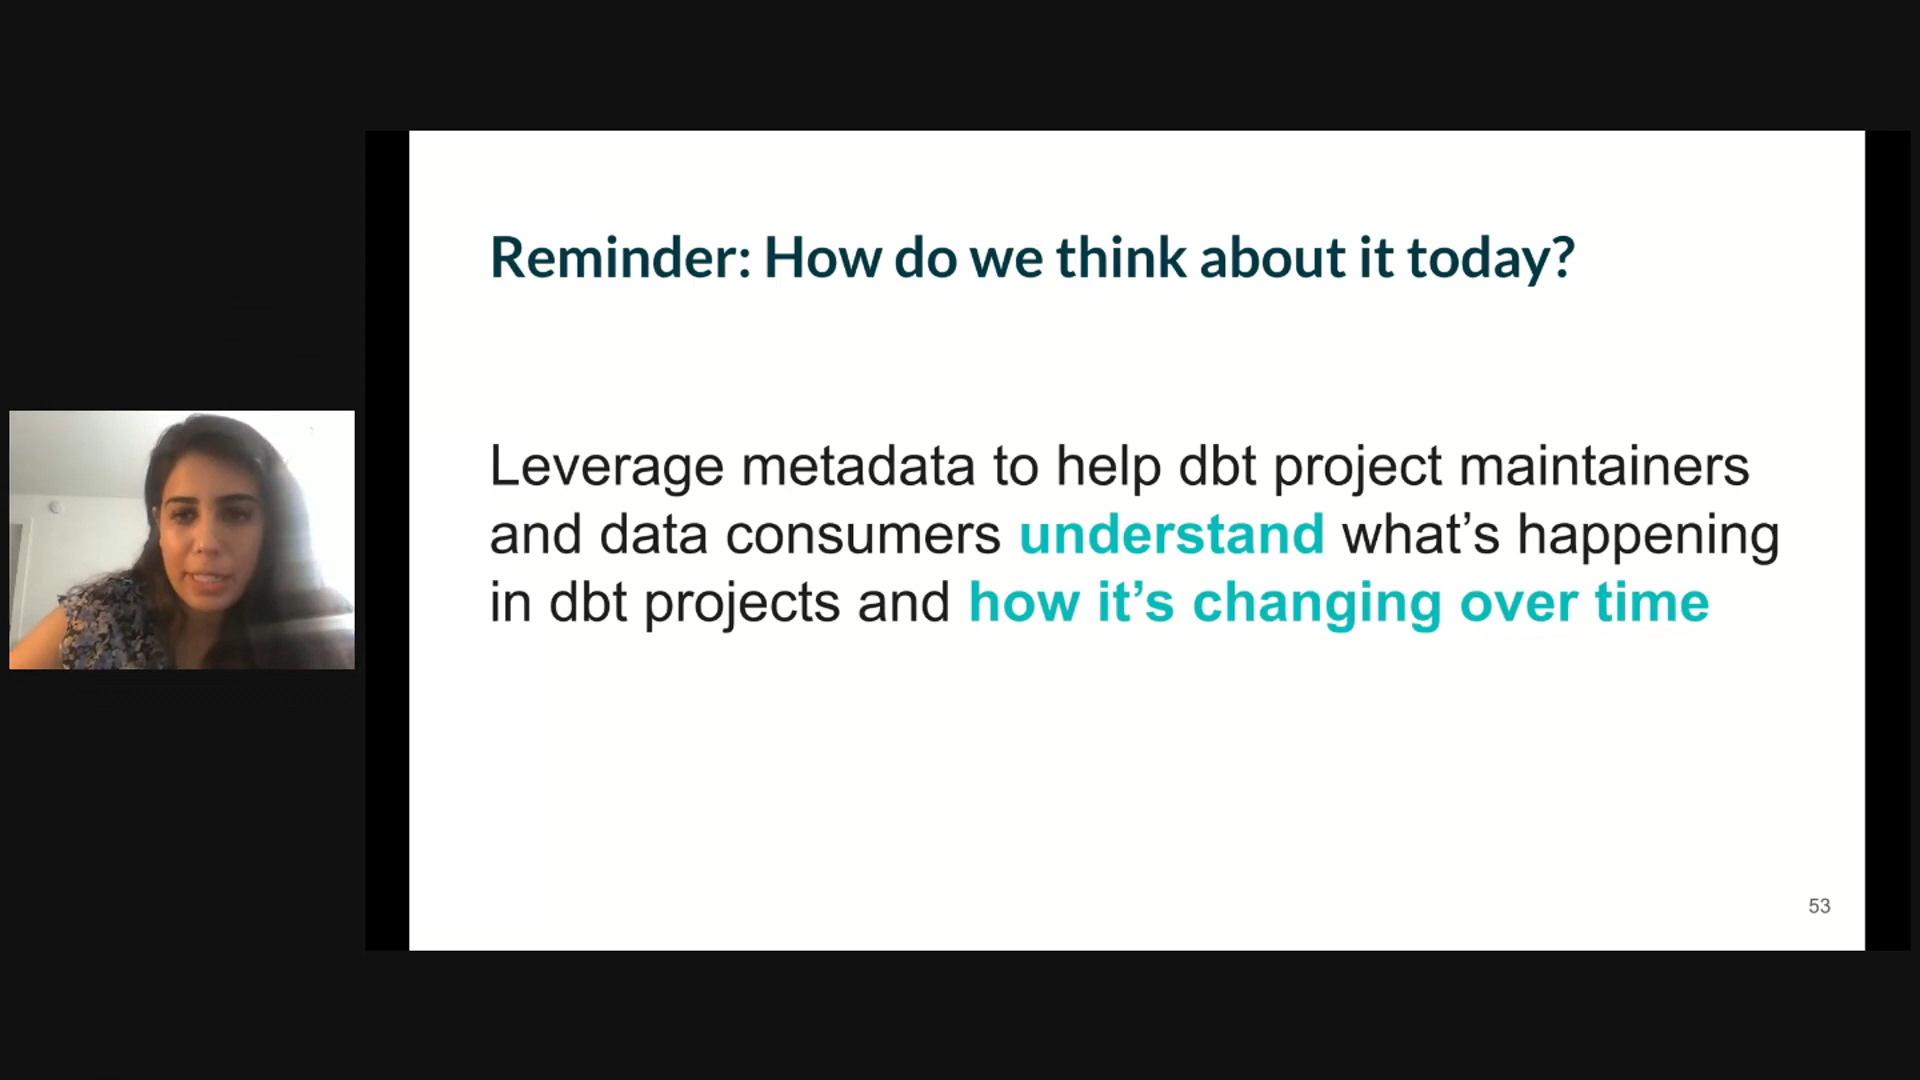 Reminder: How do we think about it today?
Leverage metadata to help dbt project maintainers
and data consumers understand what’s happening
in dbt projects and how it’s changing over time
53